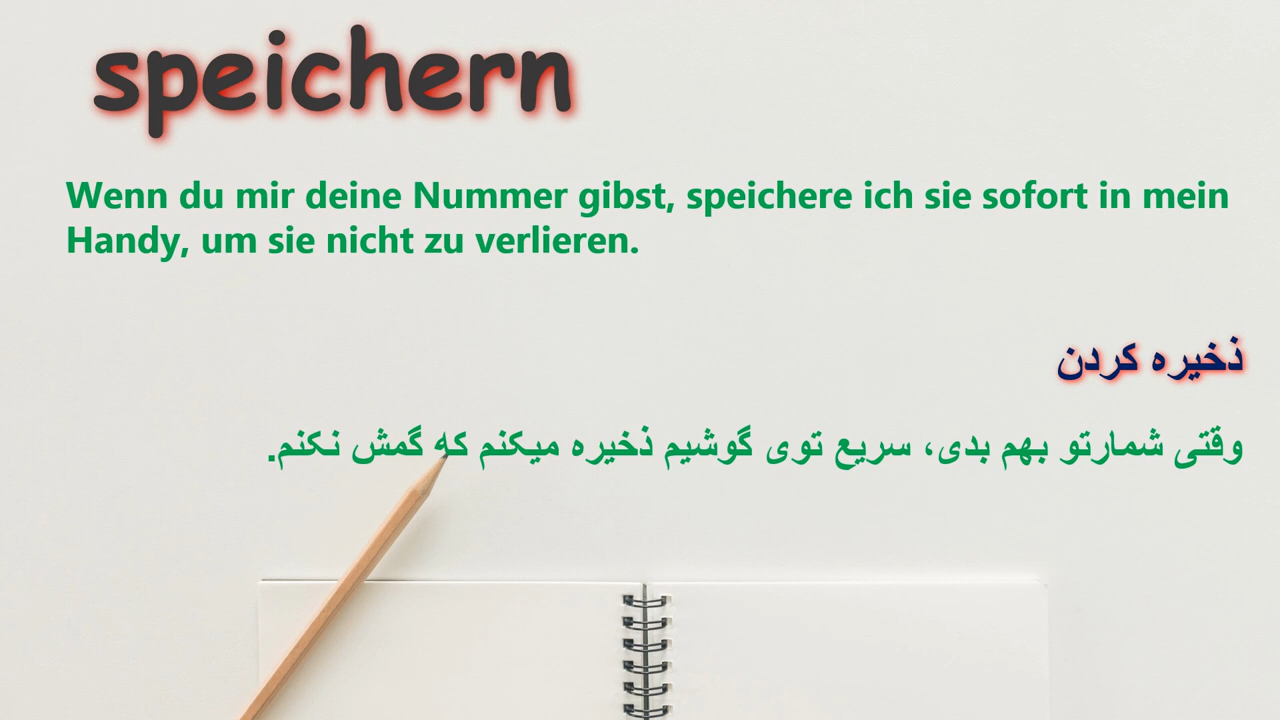 speichern
Wenn du mir deine Nummer gibst, speichere ich sie sofort in mein
Handy, um sie nicht zu verlieren.
ذخیره کردن
وقتی شمارتو بهم بدی، سریع توی گوشیم ذخیره میکنم که گمش نکنم.